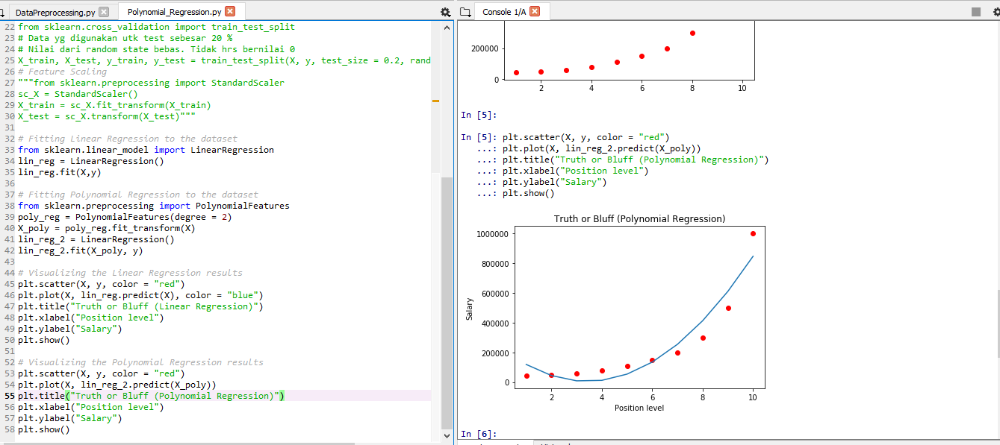 DataPreprocessing.py
Polynomial_Regression.py
22 from sklearn.cross_validation import train_test_split
23 # Data yg digunakan utk test sebesar 20 %
24 # Nilai dari random state bebas. Tidak hrs bernilai 0
25 X_train, X_test, y_train, y_test = train_test_split(X, y, test_size = 0.2, rand
26 # Feature Scaling
27 """from sklearn.preprocessing import StandardScaler
28 sc_X = StandardScaler()
29 X_train = sc_X.fit_transform(X_train)
30 X_test = sc_X.transform(X_test)"""
31
32 # Fitting Linear Regression to the dataset
33 from sklearn.linear_model import LinearRegression
34 lin_reg = LinearRegression()
35 lin_reg.fit(X,y)
36
37 # Fitting Polynomial Regression to the dataset
38 from sklearn.preprocessing import PolynomialFeatures
39 poly_reg = PolynomialFeatures(degree = 2)
40 X_poly = poly_reg.fit_transform(X)
41 lin_reg_2 = LinearRegression()
42 lin_reg_2.fit(X_poly, y)
43
44 # Visualizing the Linear Regression results
45 plt.scatter(X, y, color = "red")
46 plt.plot(X, lin_reg.predict(X), color = "blue")
47 plt.title("Truth or Bluff (Linear Regression)")
48 plt.xlabel("Position level")
49 plt.ylabel("Salary")
50 plt.show()
51
52 # Visualizing the Polynomial Regression results
53 plt.scatter(X, y, color = "red")
54 plt.plot(X, lin_reg_2.predict(X_poly))
55 plt.title("Truth or Bluff (Polynomial Regression)")
56 plt.xlabel("Position level")
57 plt.ylabel("Salary")
58 plt.show()
Console 1/A
200000
0
2 4 6 8 10
In [5]:
In [5]: plt.scatter(X, y, color = "red")
...: plt.plot(X, lin_reg_2.predict(X_poly))
...: plt.title("Truth or Bluff (Polynomial Regression)")
...: plt.xlabel("Position level")
...: plt.ylabel("Salary")
...: plt.show()
Truth or Bluff (Polynomial Regression)
1000000
800000
600000
400000
200000
0
Salary
2 4 6 8 10
Position level
In [6]: